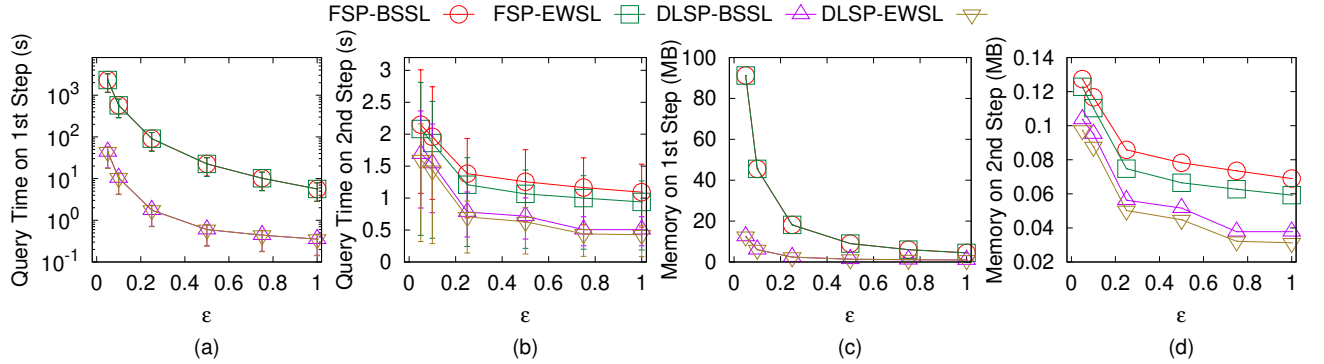 FSP-BSSL FSP-EWSL DLSP-BSSL DLSP-EWSL
Query Time on 1st Step (s)
10^3
10^2
10^1
10^0
10^-1
0 0.2 0.4 0.6 0.8 1
ε
(a)
Query Time on 2nd Step (s)
3
2.5
2
1.5
1
0.5
0
0 0.2 0.4 0.6 0.8 1
ε
(b)
Memory on 1st Step (MB)
100
80
60
40
20
0
0 0.2 0.4 0.6 0.8 1
ε
(c)
Memory on 2nd Step (MB)
0.14
0.12
0.1
0.08
0.06
0.04
0.02
0 0.2 0.4 0.6 0.8 1
ε
(d)